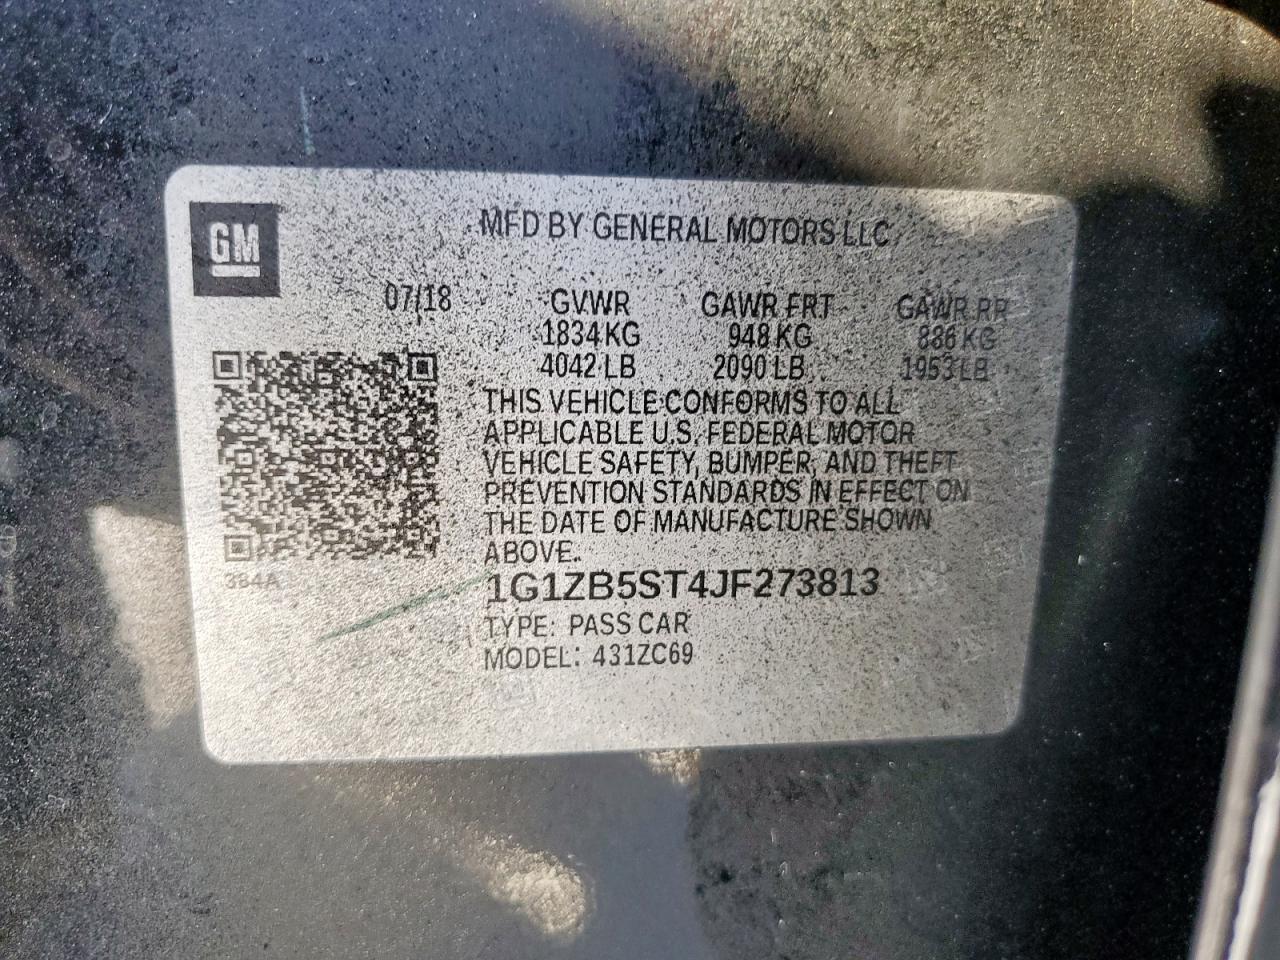 GM
MFD BY GENERAL MOTORS LLC
07/18 GVWR GAWR FRT GAWR RR
1834 KG 948 KG 886 KG
4042 LB 2090 LB 1953 LB
THIS VEHICLE CONFORMS TO ALL
APPLICABLE U.S. FEDERAL MOTOR
VEHICLE SAFETY, BUMPER, AND THEFT
PREVENTION STANDARDS IN EFFECT ON
THE DATE OF MANUFACTURE SHOWN
ABOVE.
384A
1G1ZB5ST4JF273813
TYPE: PASS CAR
MODEL: 431ZC69